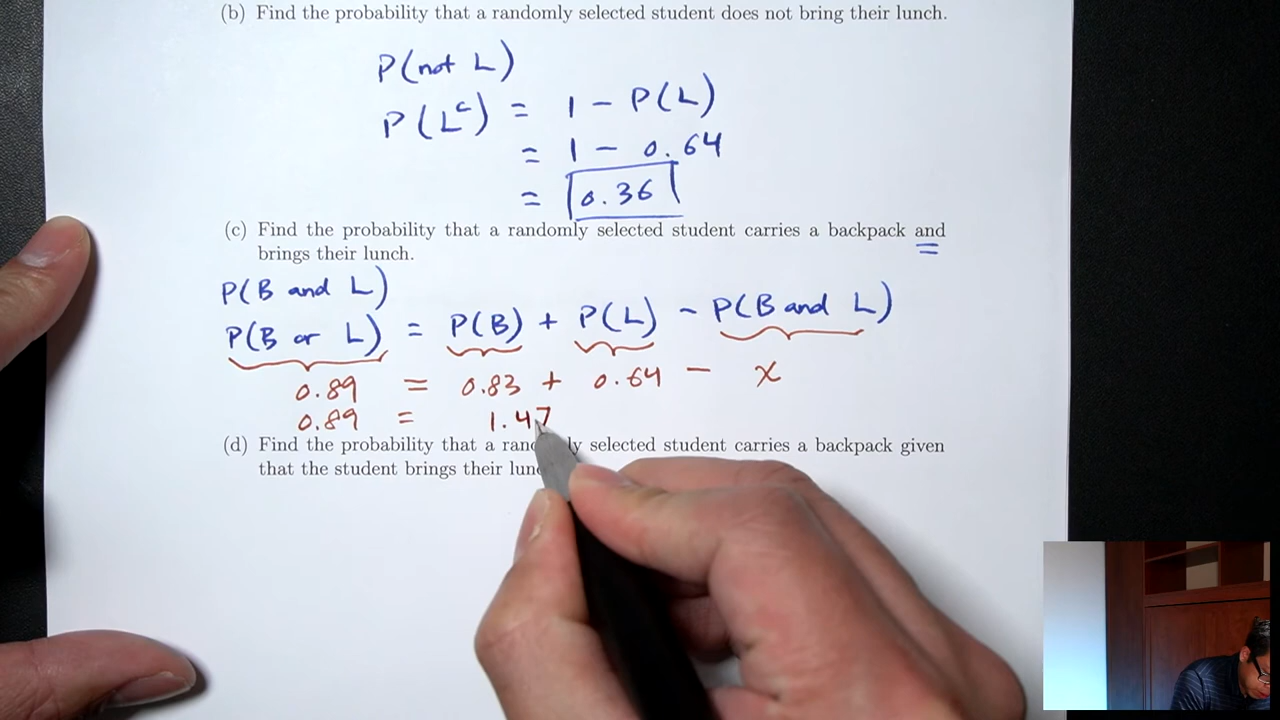 (b) Find the probability that a randomly selected student does not bring their lunch.
P(not L)
P(Lᶜ) = 1 − P(L)
= 1 − 0.64
= 0.36
(c) Find the probability that a randomly selected student carries a backpack and
brings their lunch.
P(B and L)
P(B or L) = P(B) + P(L) − P(B and L)
0.89 = 0.83 + 0.64 − x
0.89 = 1.47
(d) Find the probability that a selected student carries a backpack given
that the student brings their